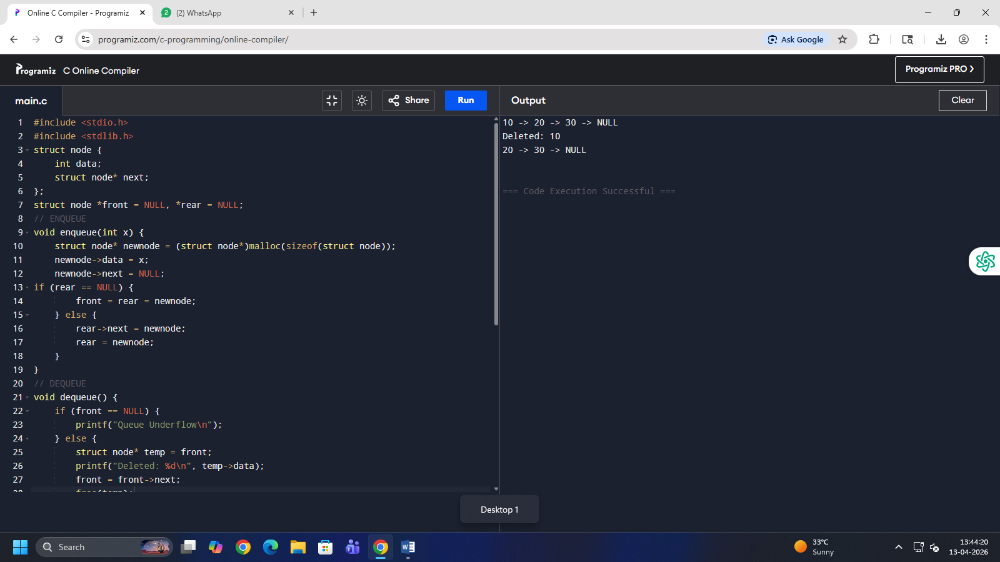 Online C Compiler - Programiz
2
(2) WhatsApp
programiz.com/c-programming/online-compiler/
Ask Google
Programiz
C Online Compiler
Programiz PRO
main.c
Share
Run
Output
Clear
1 #include <stdio.h>
2 #include <stdlib.h>
3 struct node {
4     int data;
5     struct node* next;
6 };
7 struct node *front = NULL, *rear = NULL;
8 // ENQUEUE
9 void enqueue(int x) {
10     struct node* newnode = (struct node*)malloc(sizeof(struct node));
11     newnode->data = x;
12     newnode->next = NULL;
13 if (rear == NULL) {
14         front = rear = newnode;
15     } else {
16         rear->next = newnode;
17         rear = newnode;
18     }
19 }
20 // DEQUEUE
21 void dequeue() {
22     if (front == NULL) {
23         printf("Queue Underflow\n");
24     } else {
25         struct node* temp = front;
26         printf("Deleted: %d\n", temp->data);
27         front = front->next;
28         free(temp);
10 -> 20 -> 30 -> NULL
Deleted: 10
20 -> 30 -> NULL
=== Code Execution Successful ===
Desktop 1
Search
33°C
Sunny
13:44:20
13-04-2026